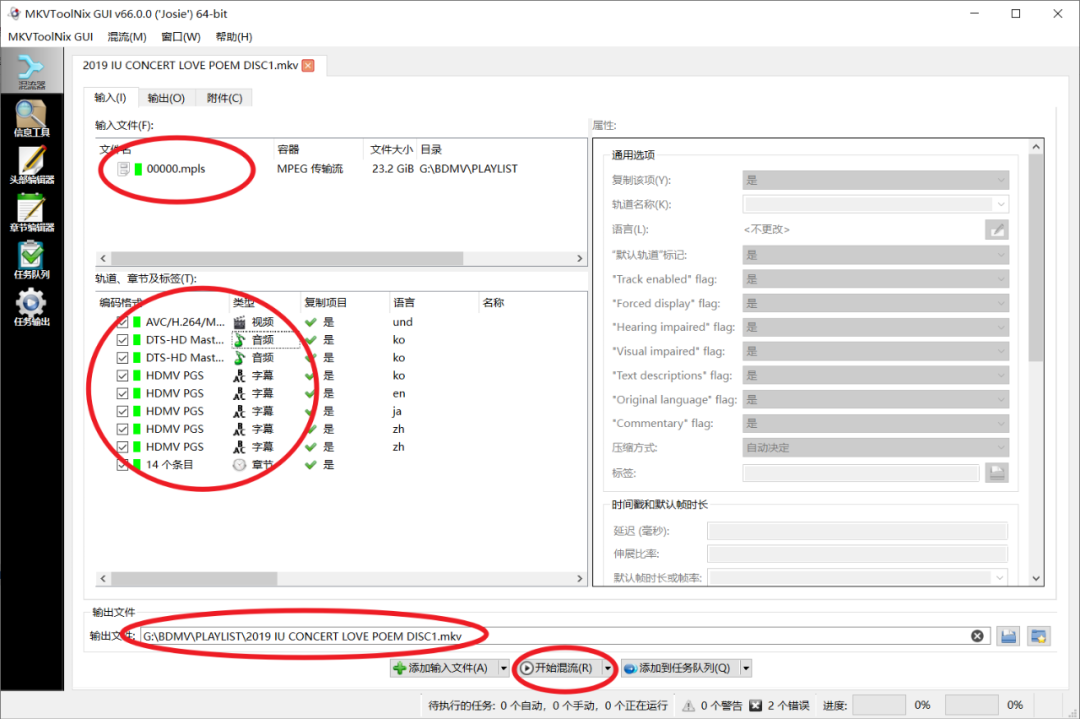 MKVToolNix GUI v66.0.0 ('Josie') 64-bit
MKVToolNix GUI 混流(M) 窗口(W) 帮助(H)
混流器
信息工具
头部编辑器
章节编辑器
任务队列
任务输出
2019 IU CONCERT LOVE POEM DISC1.mkv
输入(I) 输出(O) 附件(C)
输入文件(F):
文件名 容器 文件大小 目录
00000.mpls MPEG 传输流 23.2 GiB G:\BDMV\PLAYLIST
轨道、章节及标签(T):
编码格式 类型 复制项目 语言 名称
AVC/H.264/M... 视频 是 und
DTS-HD Mast... 音频 是 ko
DTS-HD Mast... 音频 是 ko
HDMV PGS 字幕 是 ko
HDMV PGS 字幕 是 en
HDMV PGS 字幕 是 ja
HDMV PGS 字幕 是 zh
HDMV PGS 字幕 是 zh
14 个条目 章节 是
属性:
通用选项
复制该项(Y): 是
轨道名称(K):
语言(L): <不更改>
"默认轨道"标记: 是
"Track enabled" flag: 是
"Forced display" flag: 是
"Hearing impaired" flag: 是
"Visual impaired" flag: 是
"Text descriptions" flag: 是
"Original language" flag: 是
"Commentary" flag: 是
压缩方式: 自动决定
标签:
时间戳和默认帧时长
延迟 (毫秒):
伸展比率:
默认帧时长或帧率:
输出文件
输出文件: G:\BDMV\PLAYLIST\2019 IU CONCERT LOVE POEM DISC1.mkv
添加输入文件(A) 开始混流(R) 添加到任务队列(Q)
待执行的任务: 0 个自动，0 个手动，0 个正在运行 0 个警告 2 个错误 进度: 0% 0%